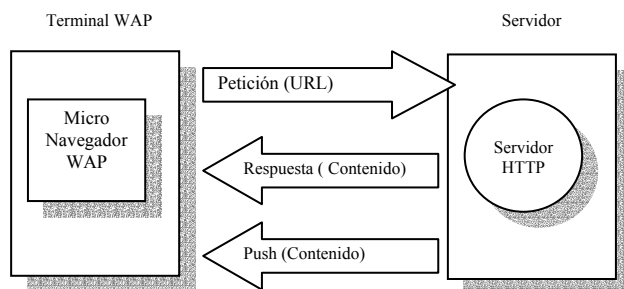 Terminal WAP
Servidor
Petición (URL)
Micro
Navegador
WAP
Respuesta ( Contenido)
Servidor
HTTP
Push (Contenido)